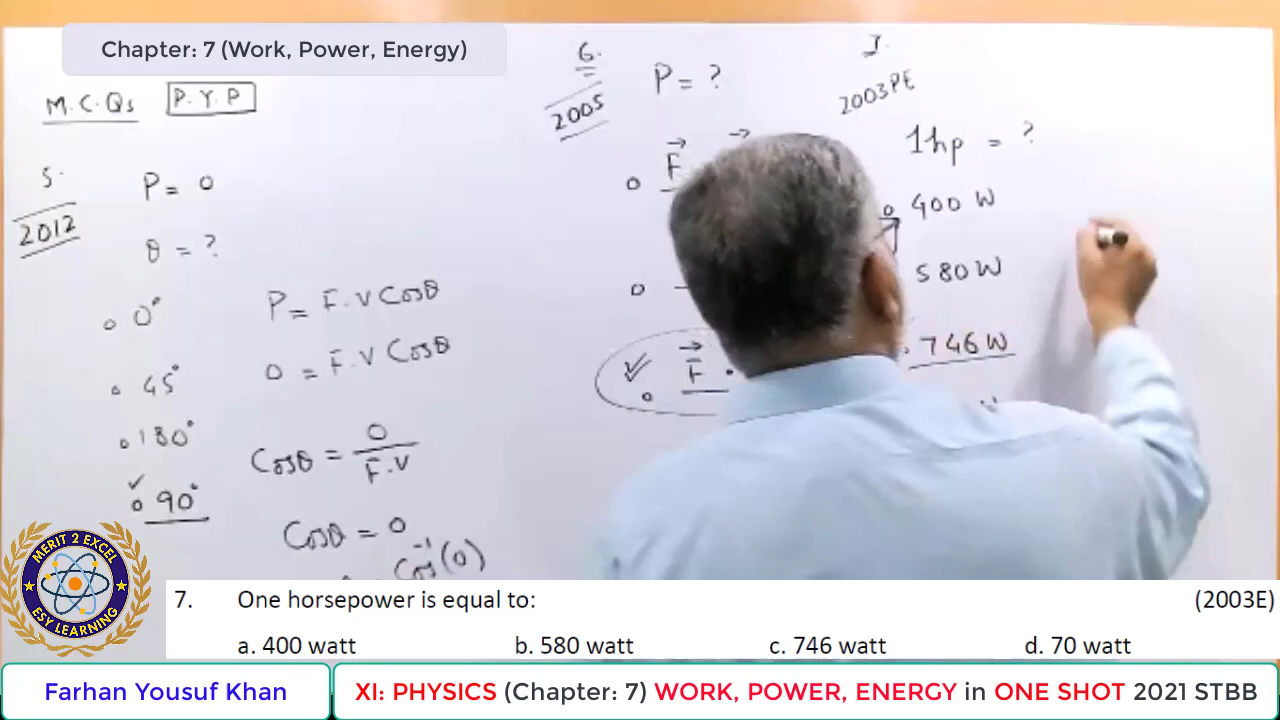 Chapter: 7 (Work, Power, Energy)
M.C.Qs P.Y.P
5.
2012
P = 0
θ = ?
0°
45°
180°
90°
P = F.V Cosθ
0 = F.V Cosθ
Cosθ = 0 / F.V
Cosθ = 0
Cos⁻¹(0)
6.
2005
P = ?
F
F .
7.
2003PE
1hp = ?
400 W
580 W
746 W
MERIT 2 EXCEL
ESY LEARNING
7. One horsepower is equal to: (2003E)
a. 400 watt b. 580 watt c. 746 watt d. 70 watt
Farhan Yousuf Khan
XI: PHYSICS (Chapter: 7) WORK, POWER, ENERGY in ONE SHOT 2021 STBB